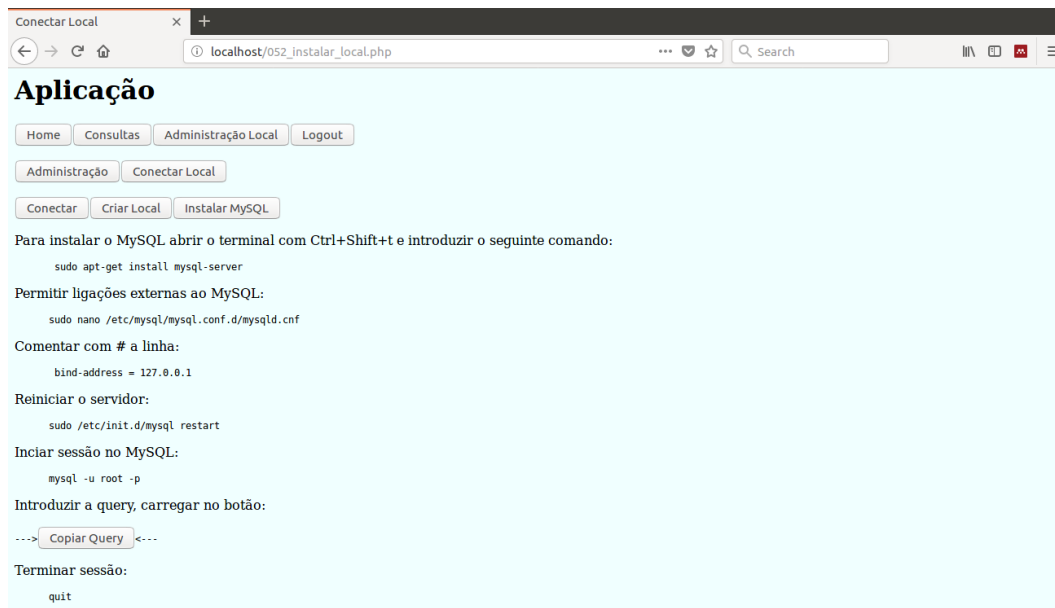 Conectar Local
localhost/052_instalar_local.php
Search
Aplicação
Home Consultas Administração Local Logout
Administração Conectar Local
Conectar Criar Local Instalar MySQL
Para instalar o MySQL abrir o terminal com Ctrl+Shift+t e introduzir o seguinte comando:
sudo apt-get install mysql-server
Permitir ligações externas ao MySQL:
sudo nano /etc/mysql/mysql.conf.d/mysqld.cnf
Comentar com # a linha:
bind-address = 127.0.0.1
Reiniciar o servidor:
sudo /etc/init.d/mysql restart
Inciar sessão no MySQL:
mysql -u root -p
Introduzir a query, carregar no botão:
---> Copiar Query <---
Terminar sessão:
quit